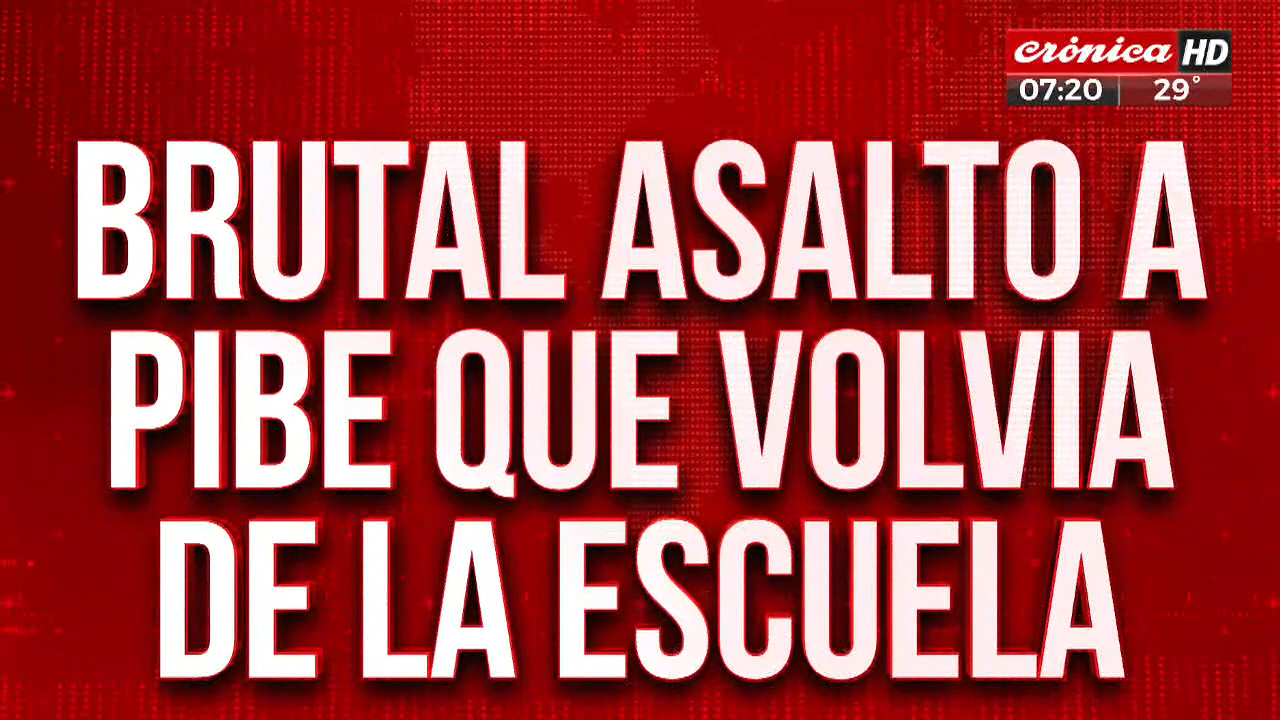 crónica HD
07:20 29°
BRUTAL ASALTO A
PIBE QUE VOLVIA
DE LA ESCUELA